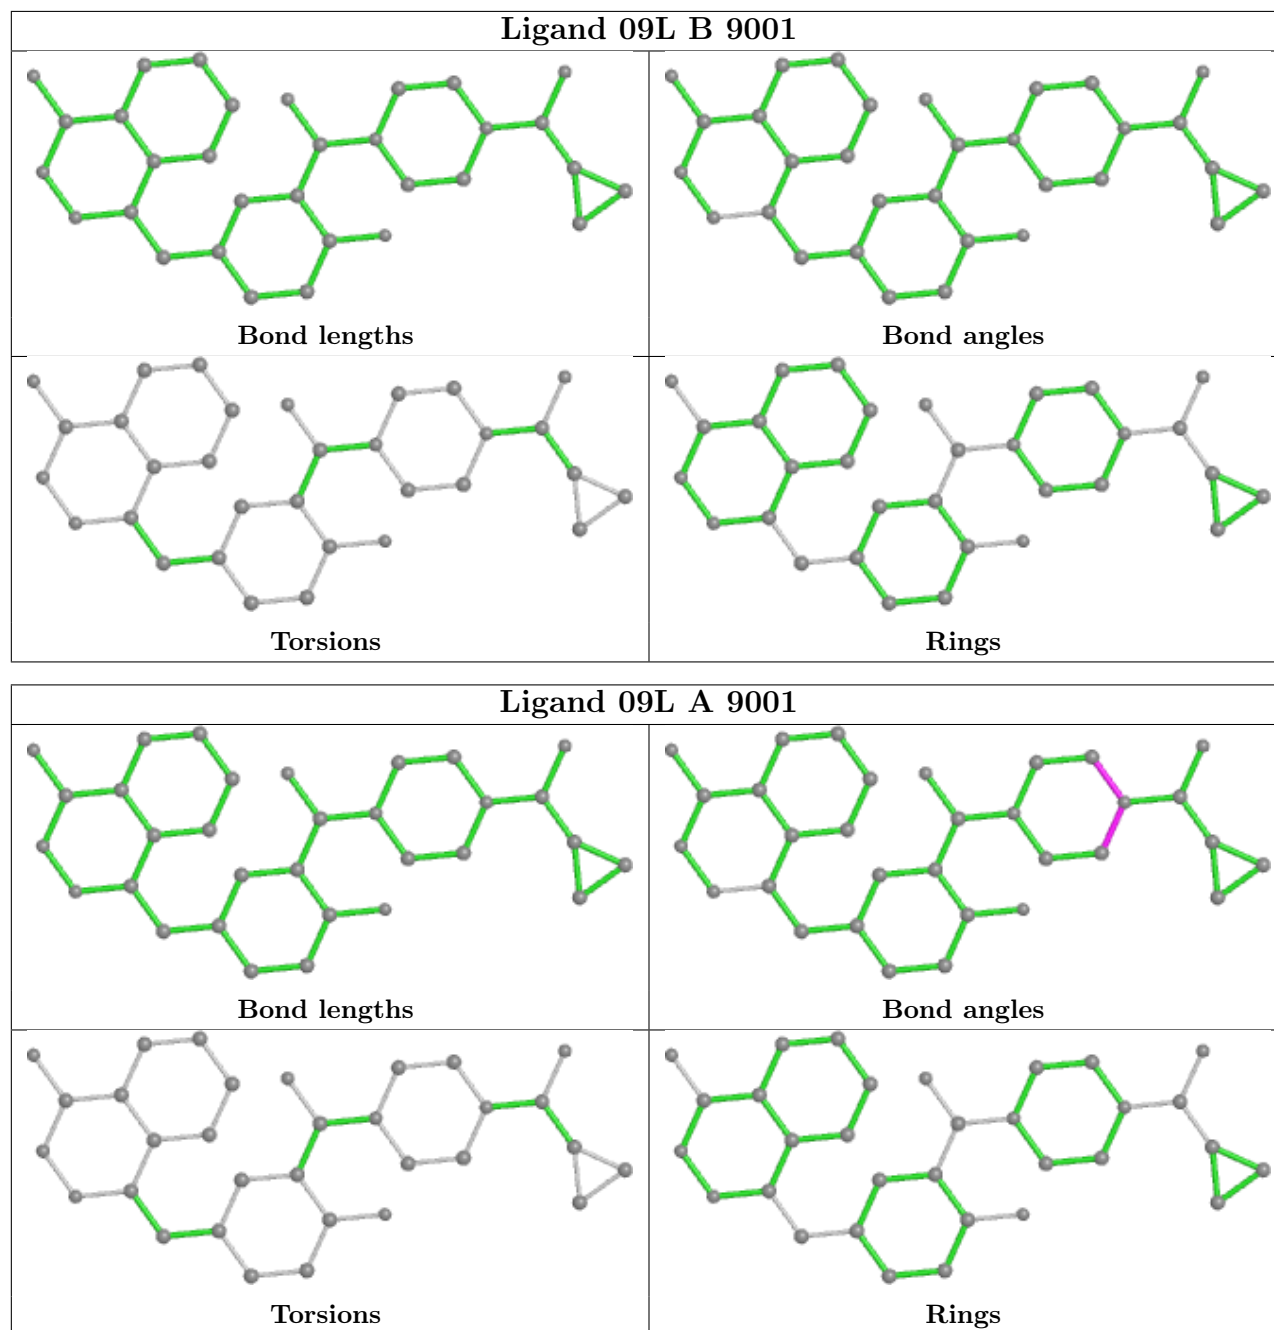 Ligand 09L B 9001
Bond lengths
Bond angles
Torsions
Rings
Ligand 09L A 9001
Bond lengths
Bond angles
Torsions
Rings